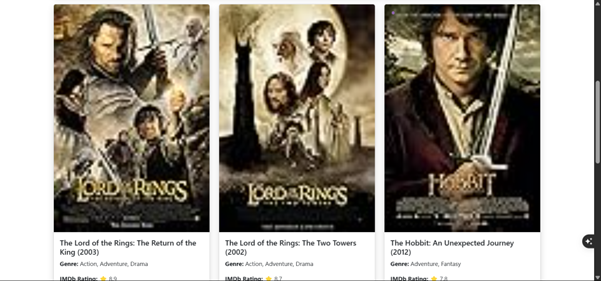 LORD OF THE RINGS
LORD OF THE RINGS
THE TWO TOWERS
HOBBIT
The Lord of the Rings: The Return of the
King (2003)
Genre: Action, Adventure, Drama
IMDb Rating: ⭐ 8.9
The Lord of the Rings: The Two Towers
(2002)
Genre: Action, Adventure, Drama
IMDb Rating: ⭐ 8.7
The Hobbit: An Unexpected Journey
(2012)
Genre: Adventure, Fantasy
IMDb Rating: ⭐ 7.8